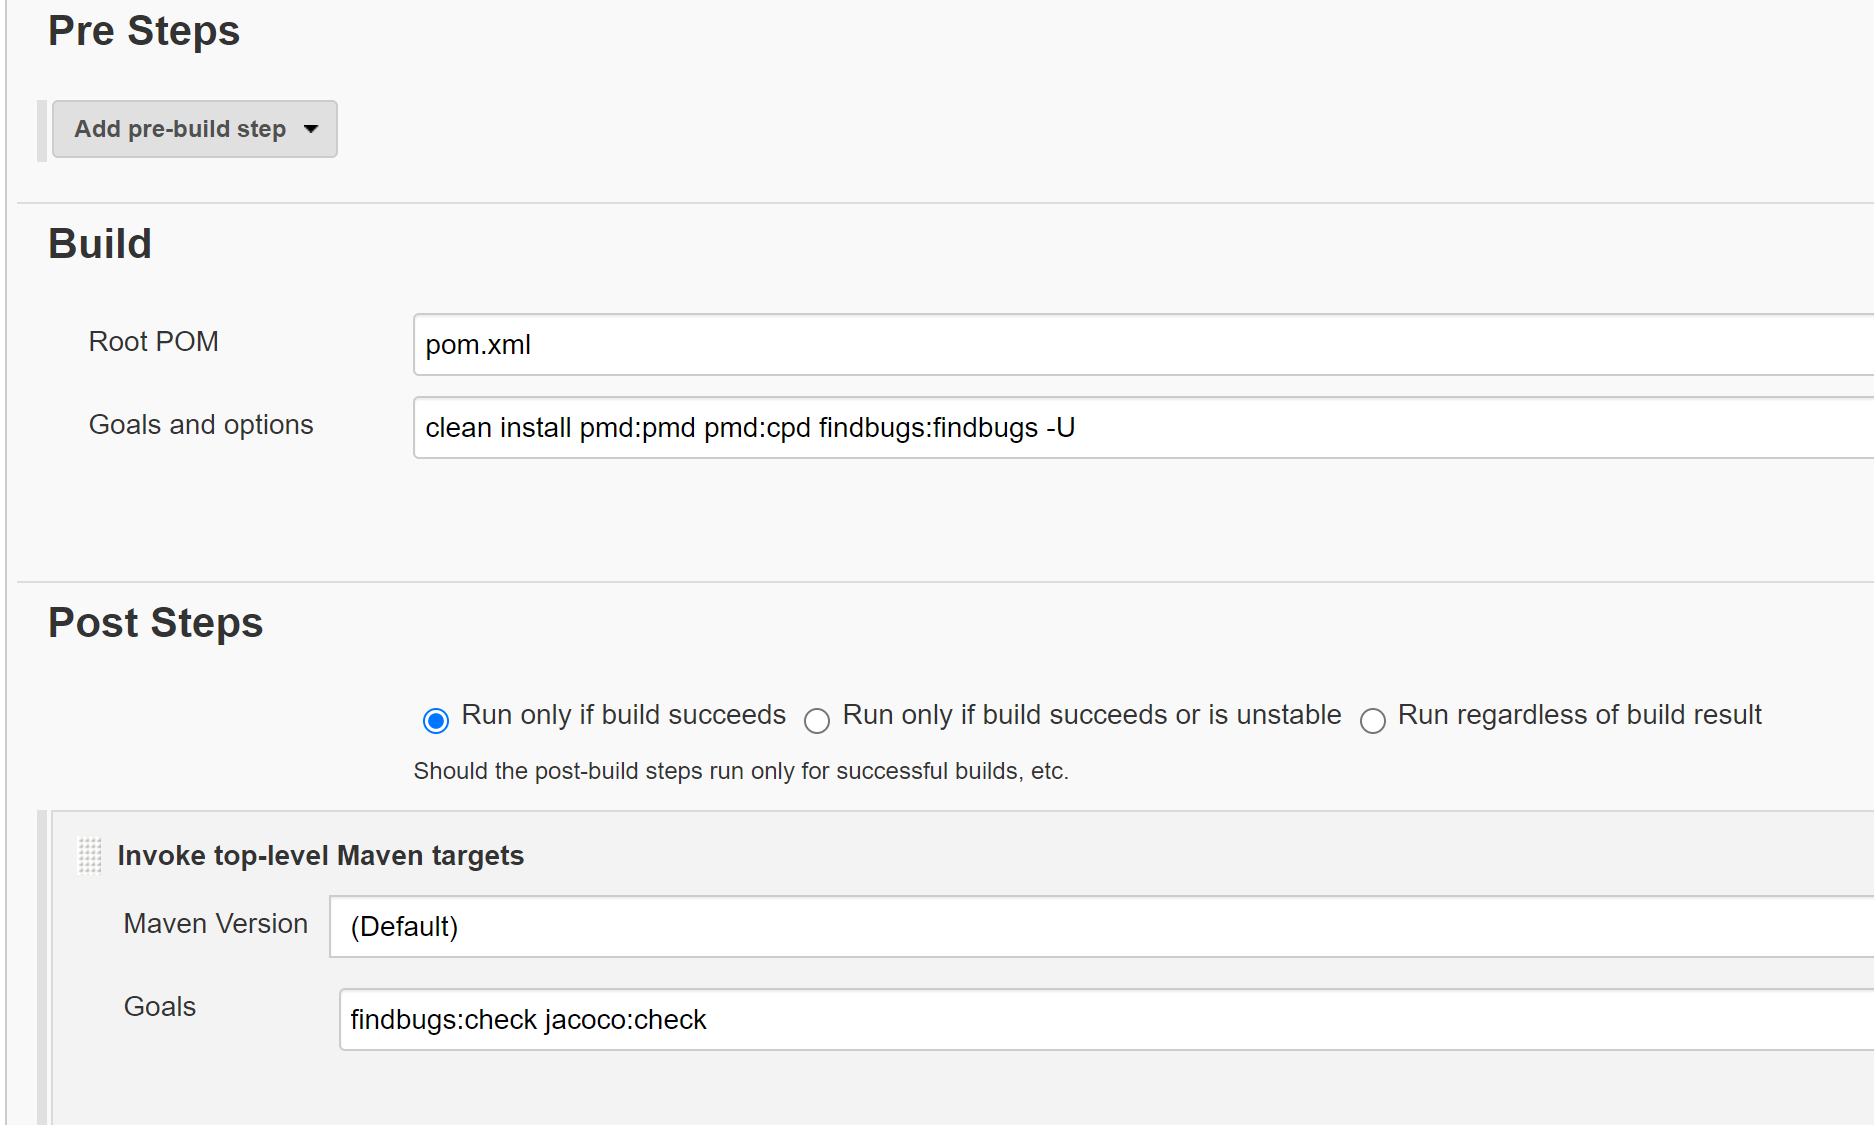 Pre Steps
Add pre-build step
Build
Root POM
pom.xml
Goals and options
clean install pmd:pmd pmd:cpd findbugs:findbugs -U
Post Steps
Run only if build succeeds Run only if build succeeds or is unstable Run regardless of build result
Should the post-build steps run only for successful builds, etc.
Invoke top-level Maven targets
Maven Version
(Default)
Goals
findbugs:check jacoco:check